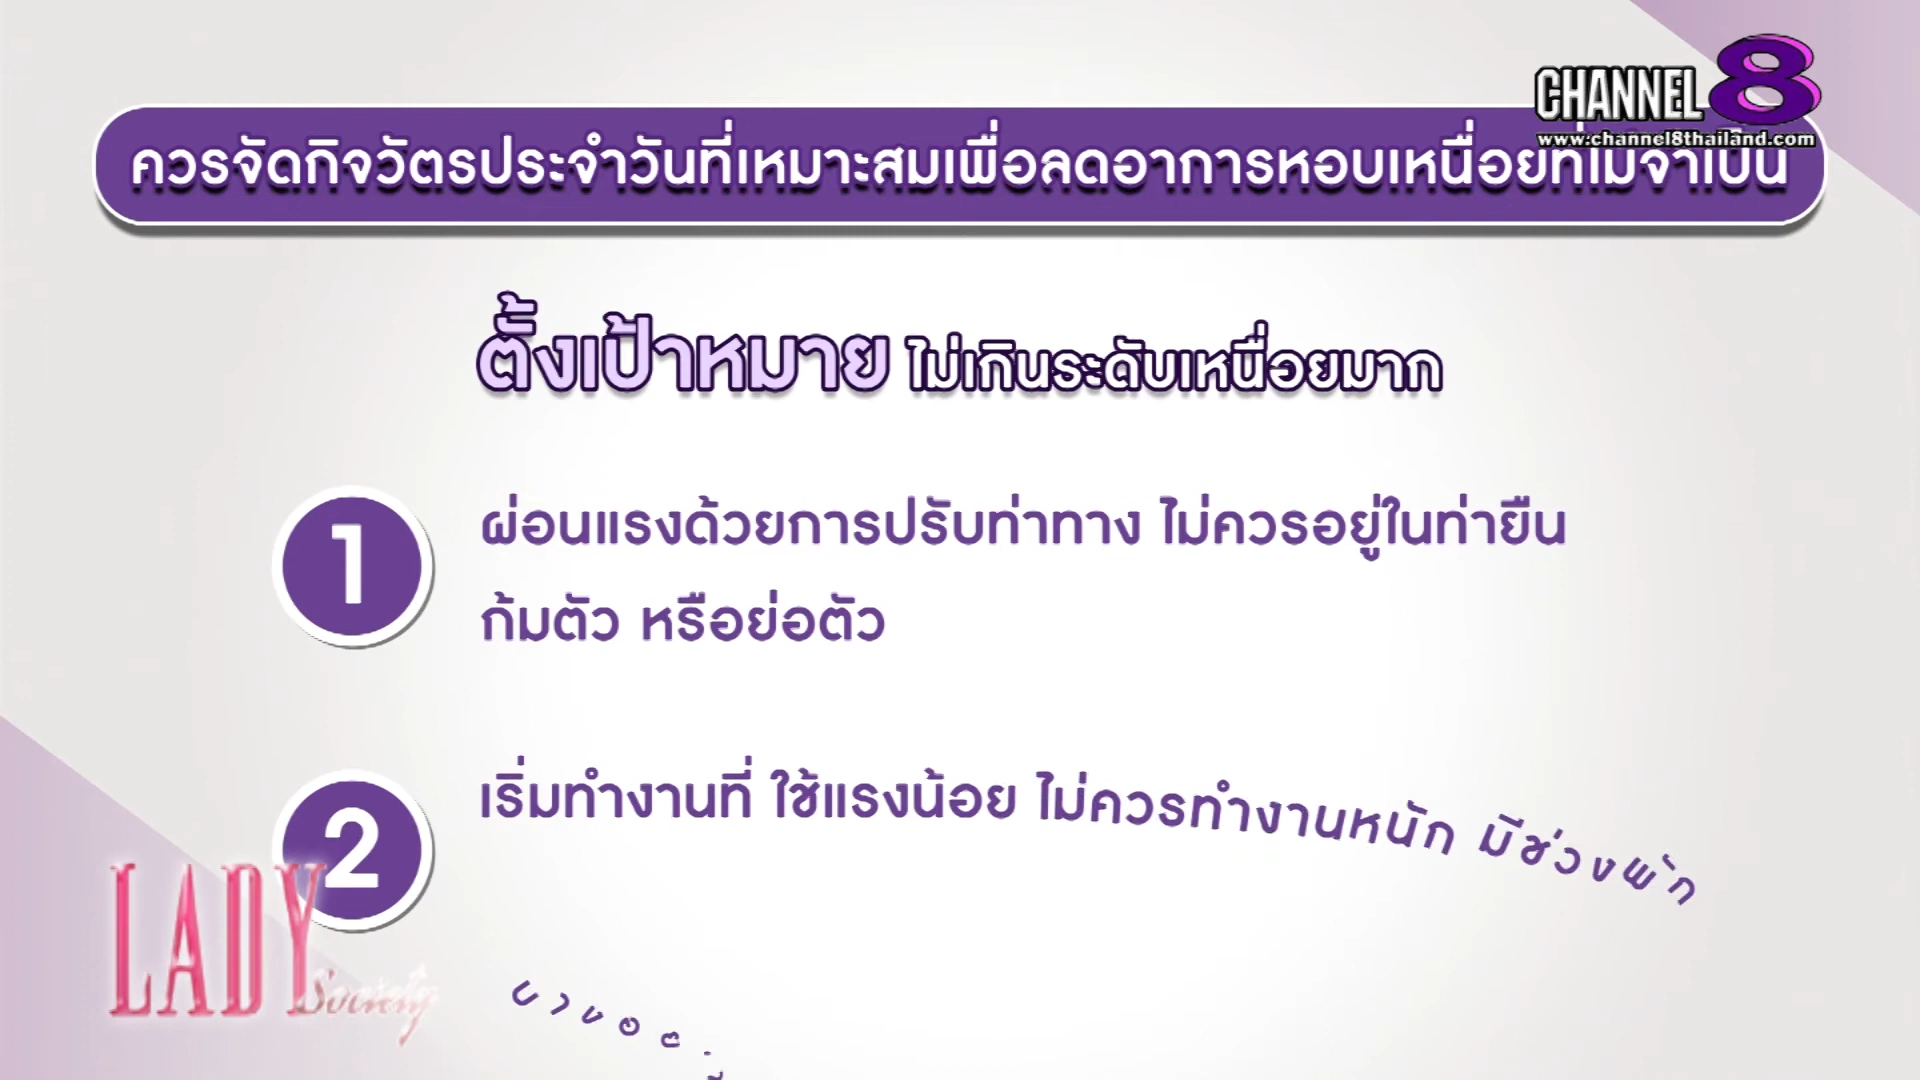 CHANNEL 8
www.channel8thailand.com
ควรจัดกิจวัตรประจำวันที่เหมาะสมเพื่อลดอาการหอบเหนื่อยที่ไม่จำเป็น
ตั้งเป้าหมาย ไม่เกินระดับเหนื่อยมาก
1
ผ่อนแรงด้วยการปรับท่าทาง ไม่ควรอยู่ในท่ายืน
ก้มตัว หรือย่อตัว
2
เริ่มทำงานที่ ใช้แรงน้อย ไม่ควรทำงานหนัก มีช่วงพัก
LADY
Society